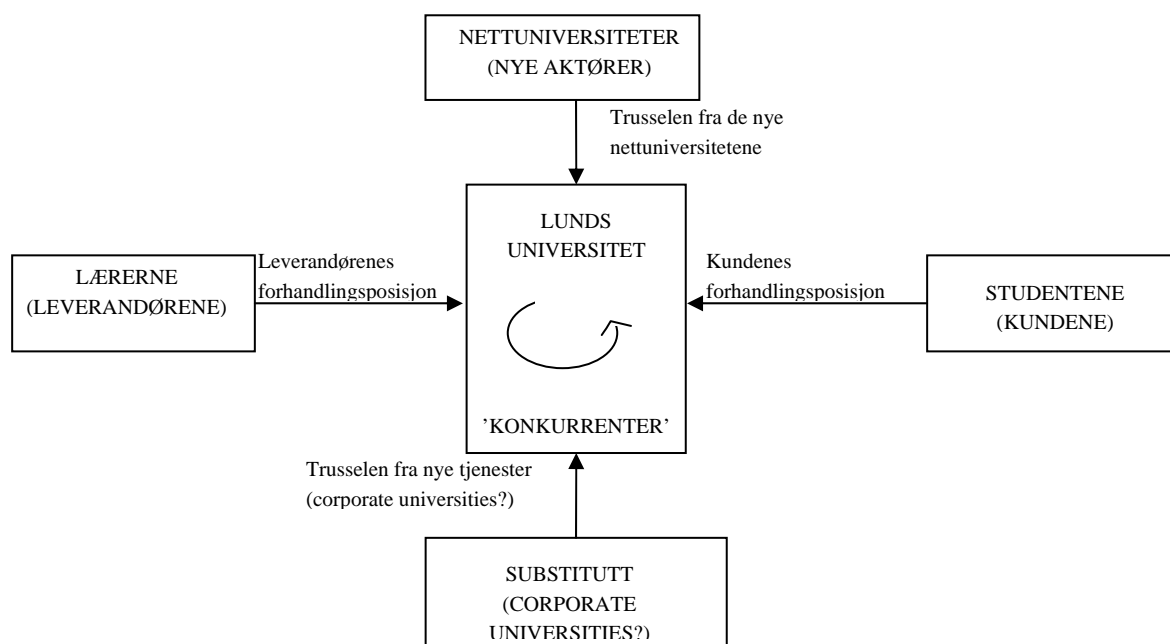 NETTUNIVERSITETER
(NYE AKTØRER)
Trusselen fra de nye
nettuniversitetene
LUNDS
UNIVERSITET
’KONKURRENTER’
LÆRERNE
(LEVERANDØRENE)
Leverandørenes
forhandlingsposisjon
Kundenes
forhandlingsposisjon
STUDENTENE
(KUNDENE)
Trusselen fra nye tjenester
(corporate universities?)
SUBSTITUTT
(CORPORATE
UNIVERSITIES?)